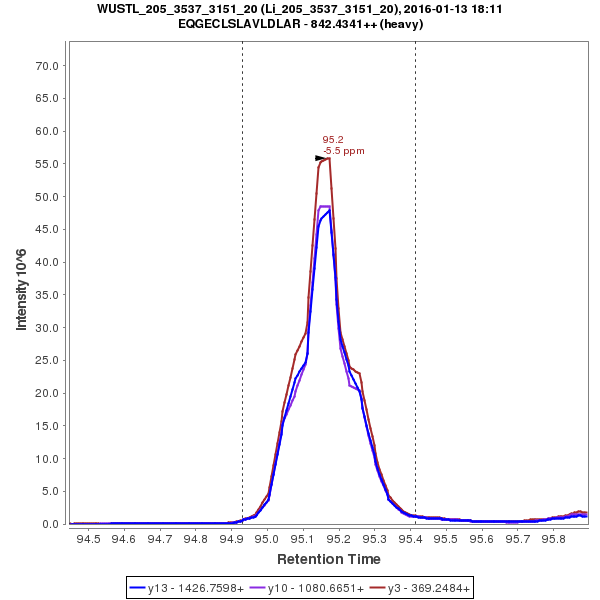 WUSTL_205_3537_3151_20 (Li_205_3537_3151_20), 2016-01-13 18:11
EQGECLSLAVLDLAR - 842.4341++ (heavy)
70.0
65.0
60.0
55.0
50.0
45.0
40.0
35.0
30.0
25.0
20.0
15.0
10.0
5.0
0.0
Intensity 10^6
95.2
-5.5 ppm
94.5 94.6 94.7 94.8 94.9 95.0 95.1 95.2 95.3 95.4 95.5 95.6 95.7 95.8
Retention Time
y13 - 1426.7598+ y10 - 1080.6651+ y3 - 369.2484+